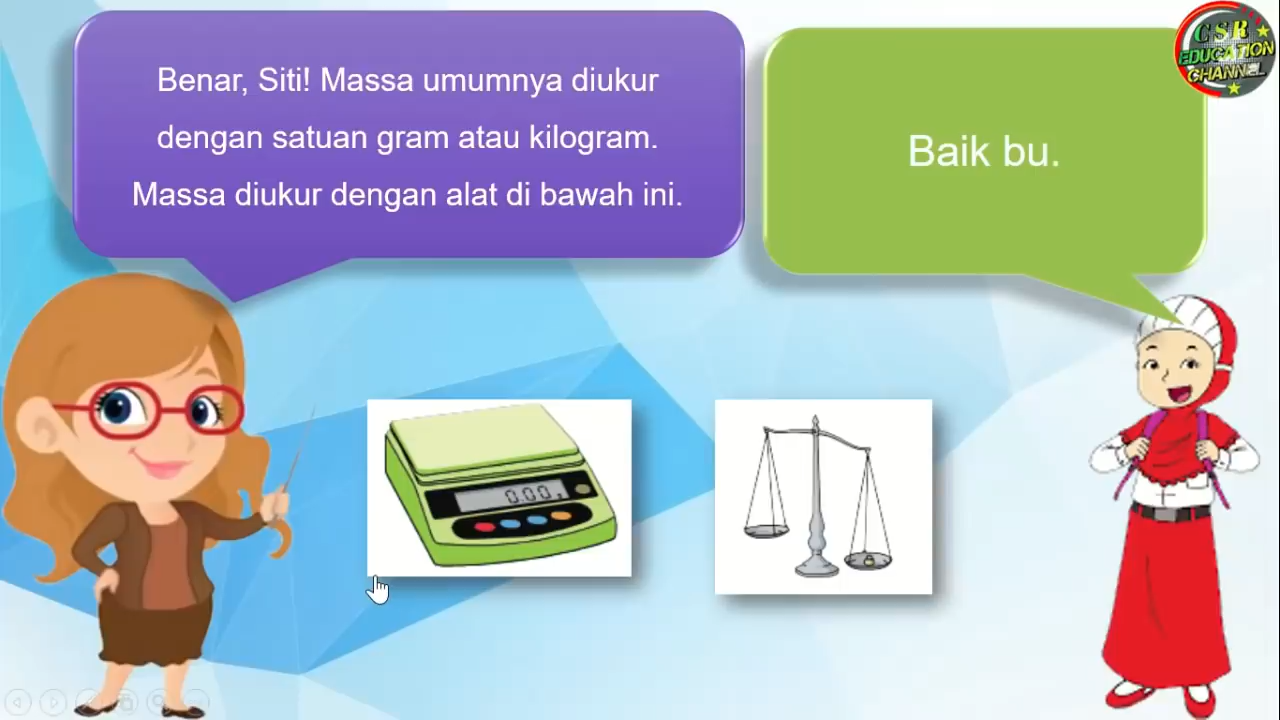 Benar, Siti! Massa umumnya diukur
dengan satuan gram atau kilogram.
Massa diukur dengan alat di bawah ini.
Baik bu.
CSR
EDUCATION
CHANNEL
0.00